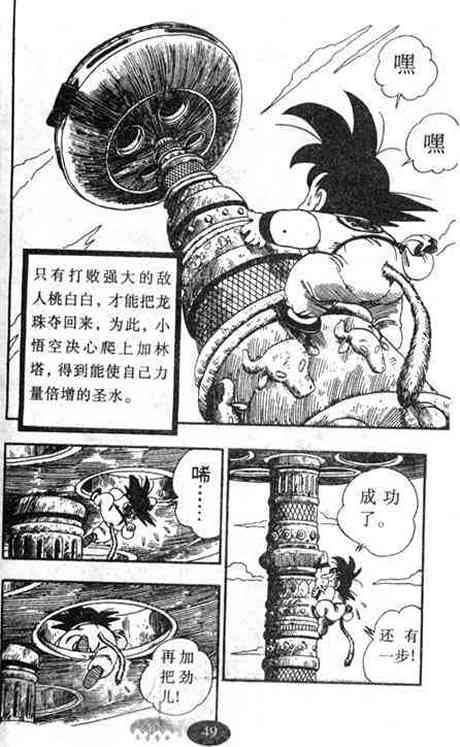 嘿
嘿
只有打败强大的敌
人桃白白，才能把龙
珠夺回来，为此，小
悟空决心爬上加林
塔，得到能使自己力
量倍增的圣水。
成功
了。
还有
一步!
唏
……
再加
把劲
儿!
49